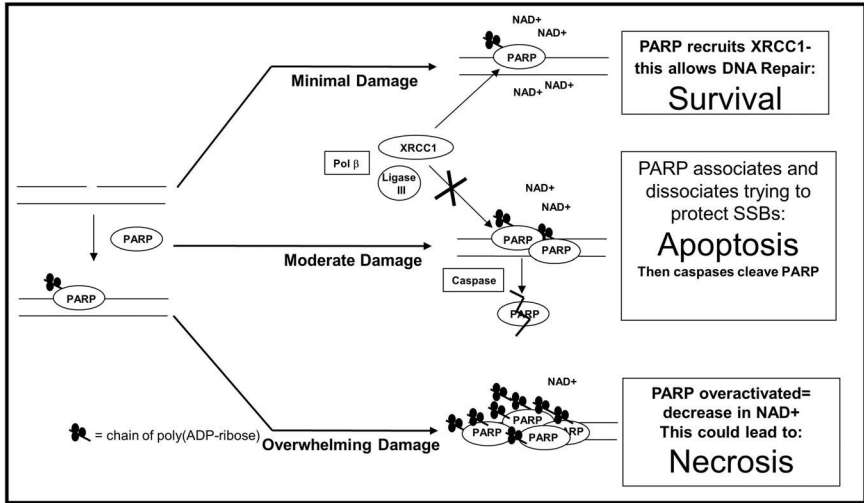 NAD+
NAD+
NAD+
PARP
NAD+ NAD+
Minimal Damage
PARP recruits XRCC1-
this allows DNA Repair:
Survival
XRCC1
Pol β
Ligase
III
PARP
NAD+
NAD+
PARP
PARP
Moderate Damage
Caspase
PARP
PARP associates and
dissociates trying to
protect SSBs:
Apoptosis
Then caspases cleave PARP
PARP
NAD+
PARP
PARP
PARP
PARP
= chain of poly(ADP-ribose)
Overwhelming Damage
PARP overactivated=
decrease in NAD+
This could lead to:
Necrosis